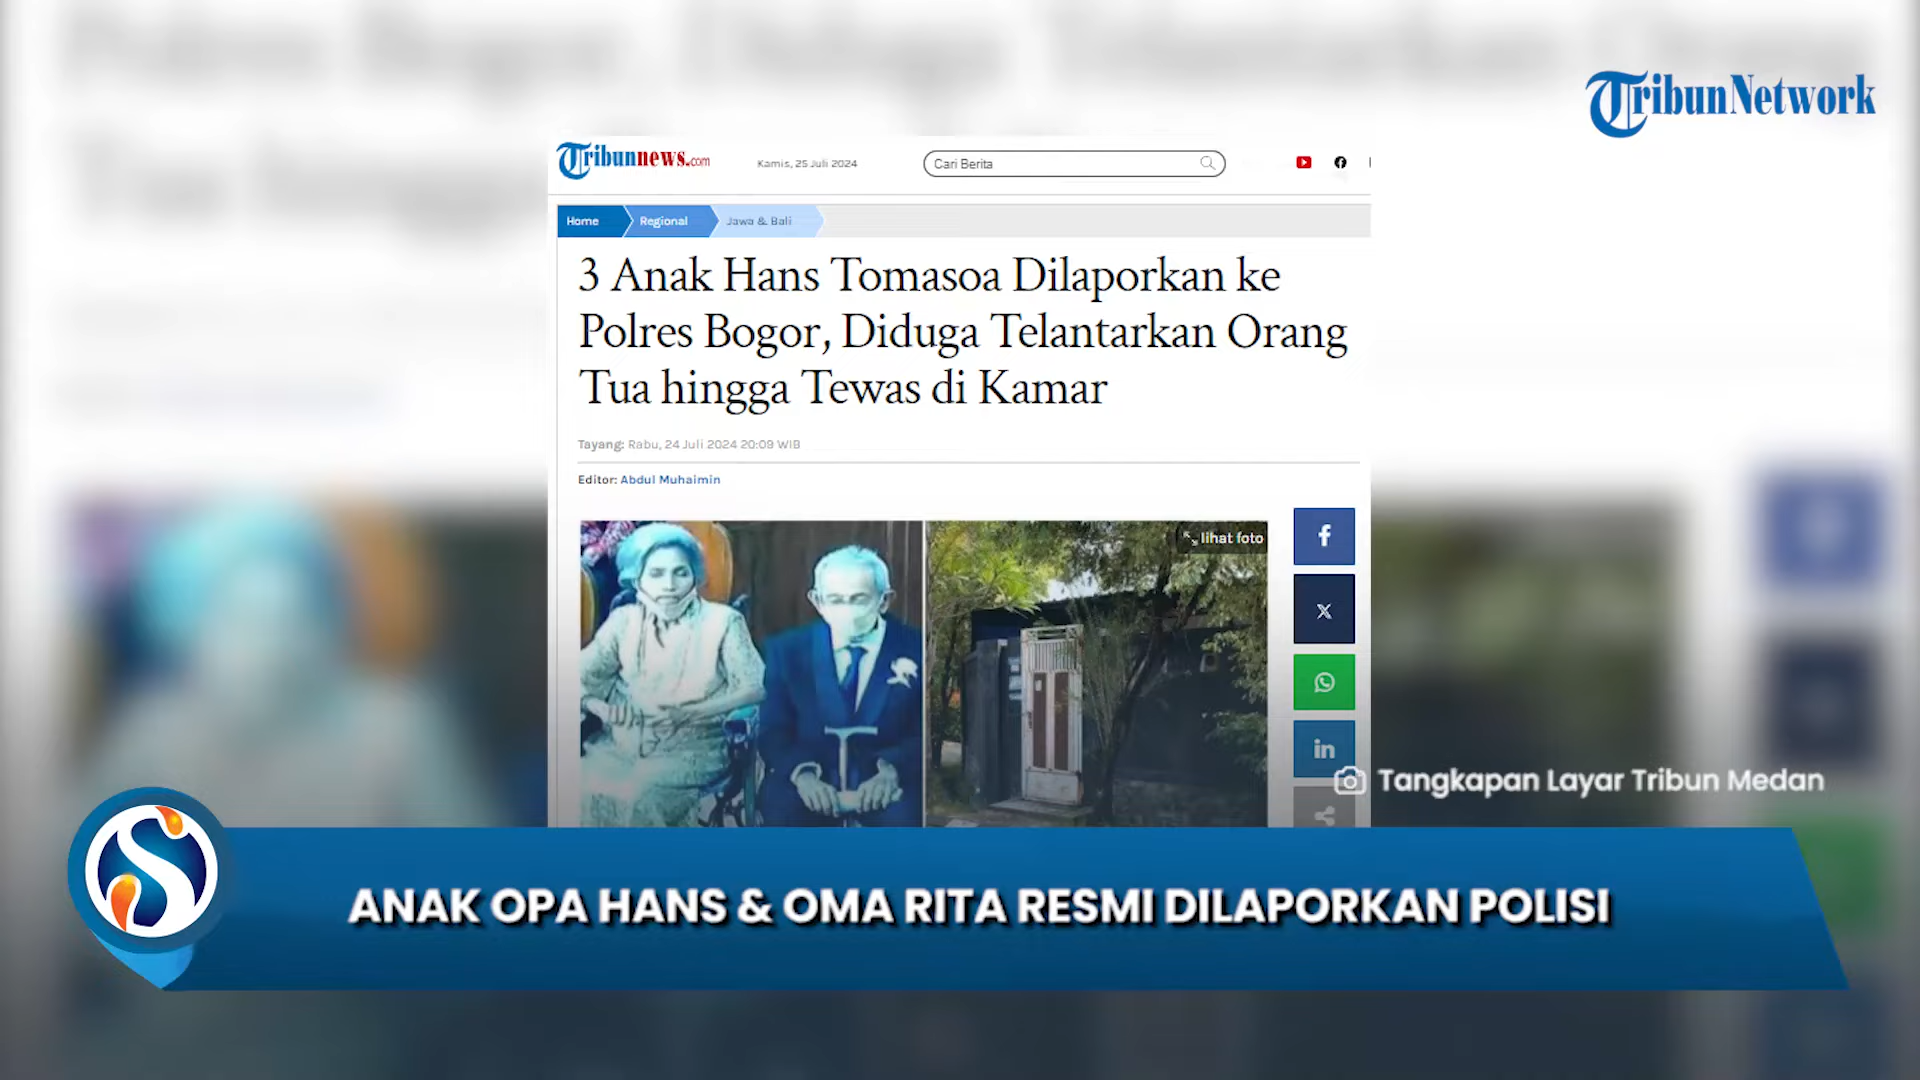 TribunNetwork
Tribunnews.com
Kamis, 25 Juli 2024
Cari Berita
Home
Regional
Jawa & Bali
3 Anak Hans Tomasoa Dilaporkan ke
Polres Bogor, Diduga Telantarkan Orang
Tua hingga Tewas di Kamar
Tayang: Rabu, 24 Juli 2024 20:09 WIB
Editor: Abdul Muhaimin
lihat foto
Tangkapan Layar Tribun Medan
ANAK OPA HANS & OMA RITA RESMI DILAPORKAN POLISI